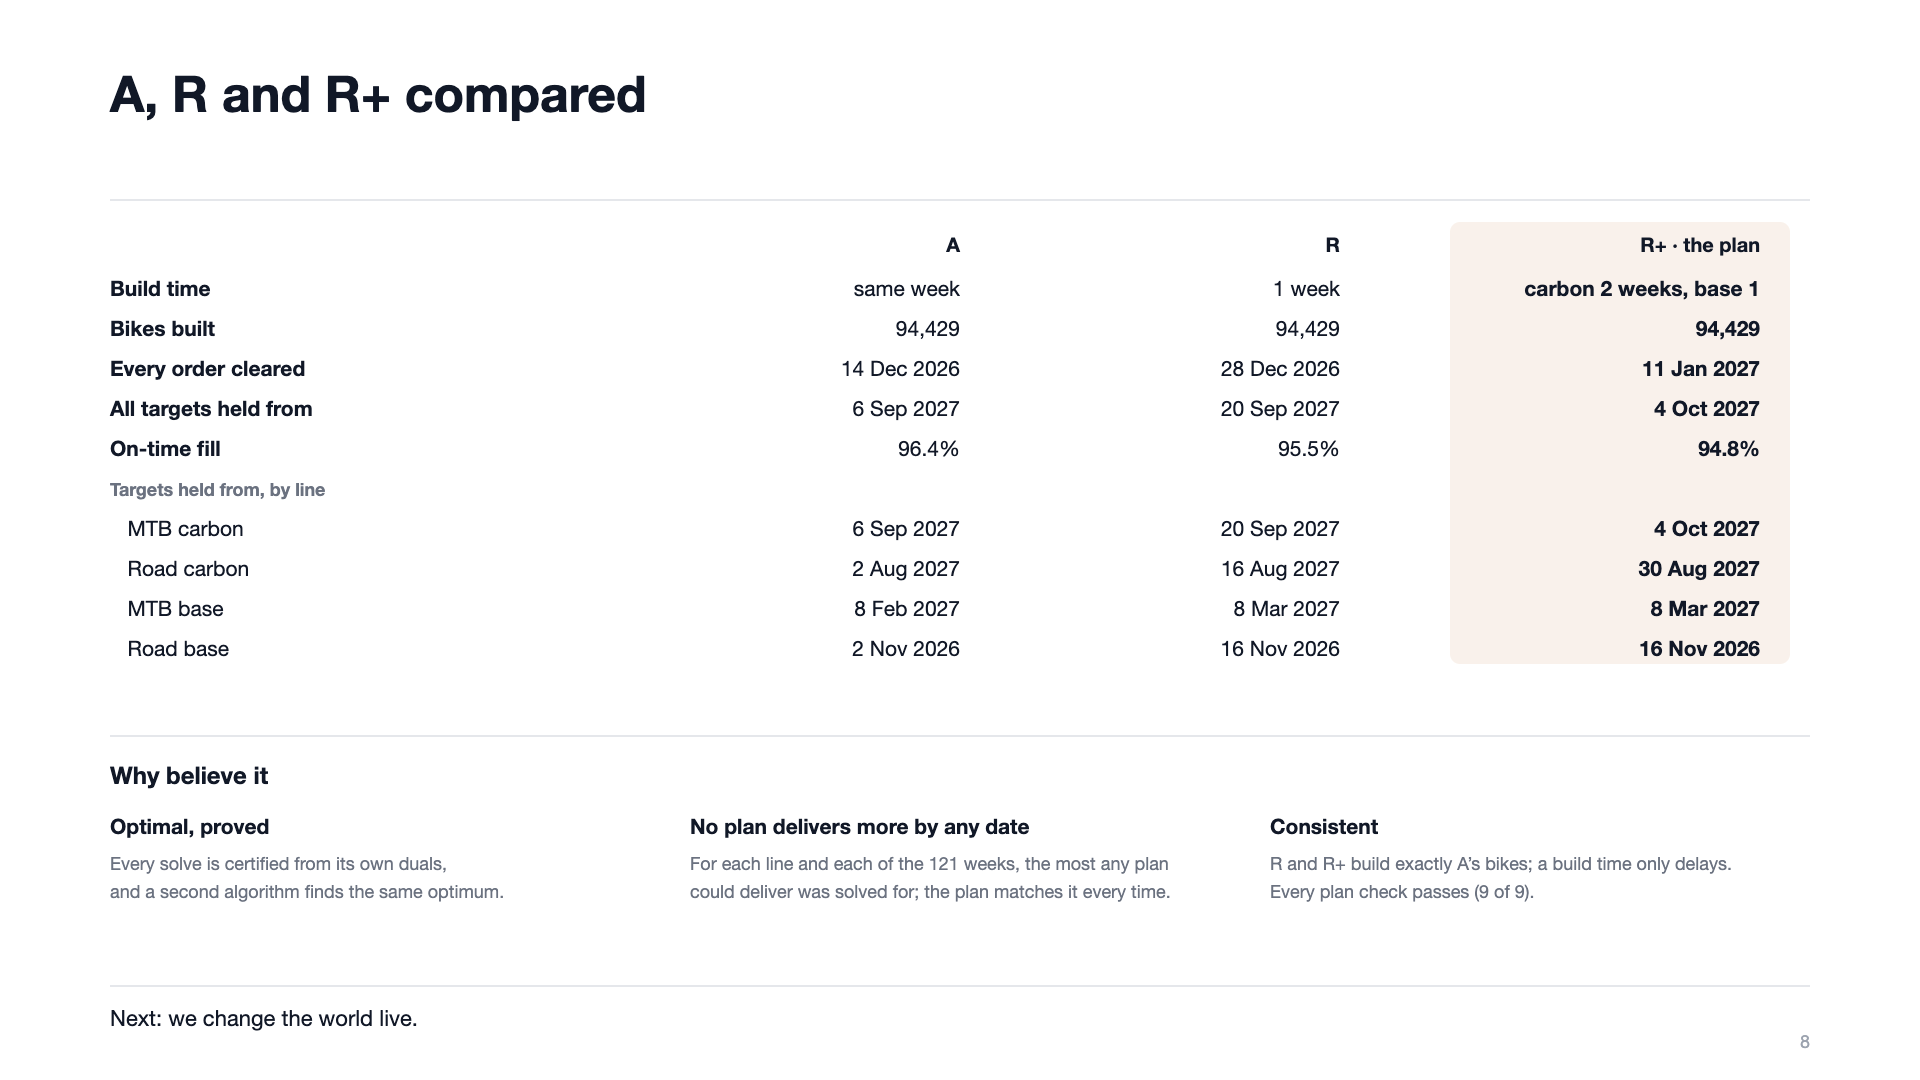 A, R and R+ compared
A R R+ · the plan
Build time same week 1 week carbon 2 weeks, base 1
Bikes built 94,429 94,429 94,429
Every order cleared 14 Dec 2026 28 Dec 2026 11 Jan 2027
All targets held from 6 Sep 2027 20 Sep 2027 4 Oct 2027
On-time fill 96.4% 95.5% 94.8%
Targets held from, by line
MTB carbon 6 Sep 2027 20 Sep 2027 4 Oct 2027
Road carbon 2 Aug 2027 16 Aug 2027 30 Aug 2027
MTB base 8 Feb 2027 8 Mar 2027 8 Mar 2027
Road base 2 Nov 2026 16 Nov 2026 16 Nov 2026
Why believe it
Optimal, proved
Every solve is certified from its own duals,
and a second algorithm finds the same optimum.
No plan delivers more by any date
For each line and each of the 121 weeks, the most any plan
could deliver was solved for; the plan matches it every time.
Consistent
R and R+ build exactly A’s bikes; a build time only delays.
Every plan check passes (9 of 9).
Next: we change the world live.
8